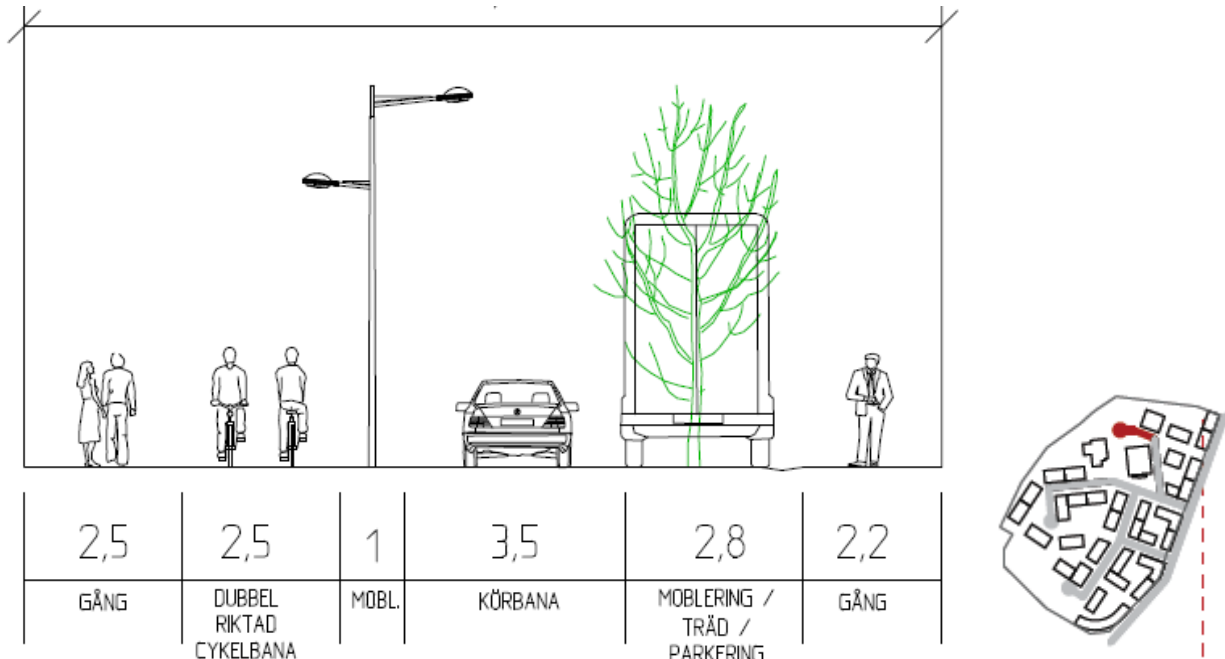 2,5 2,5 1 3,5 2,8 2,2
GÅNG DUBBEL MOBL. KÖRBANA MOBLERING / GÅNG
RIKTAD TRÄD /
CYKELBANA PARKERING